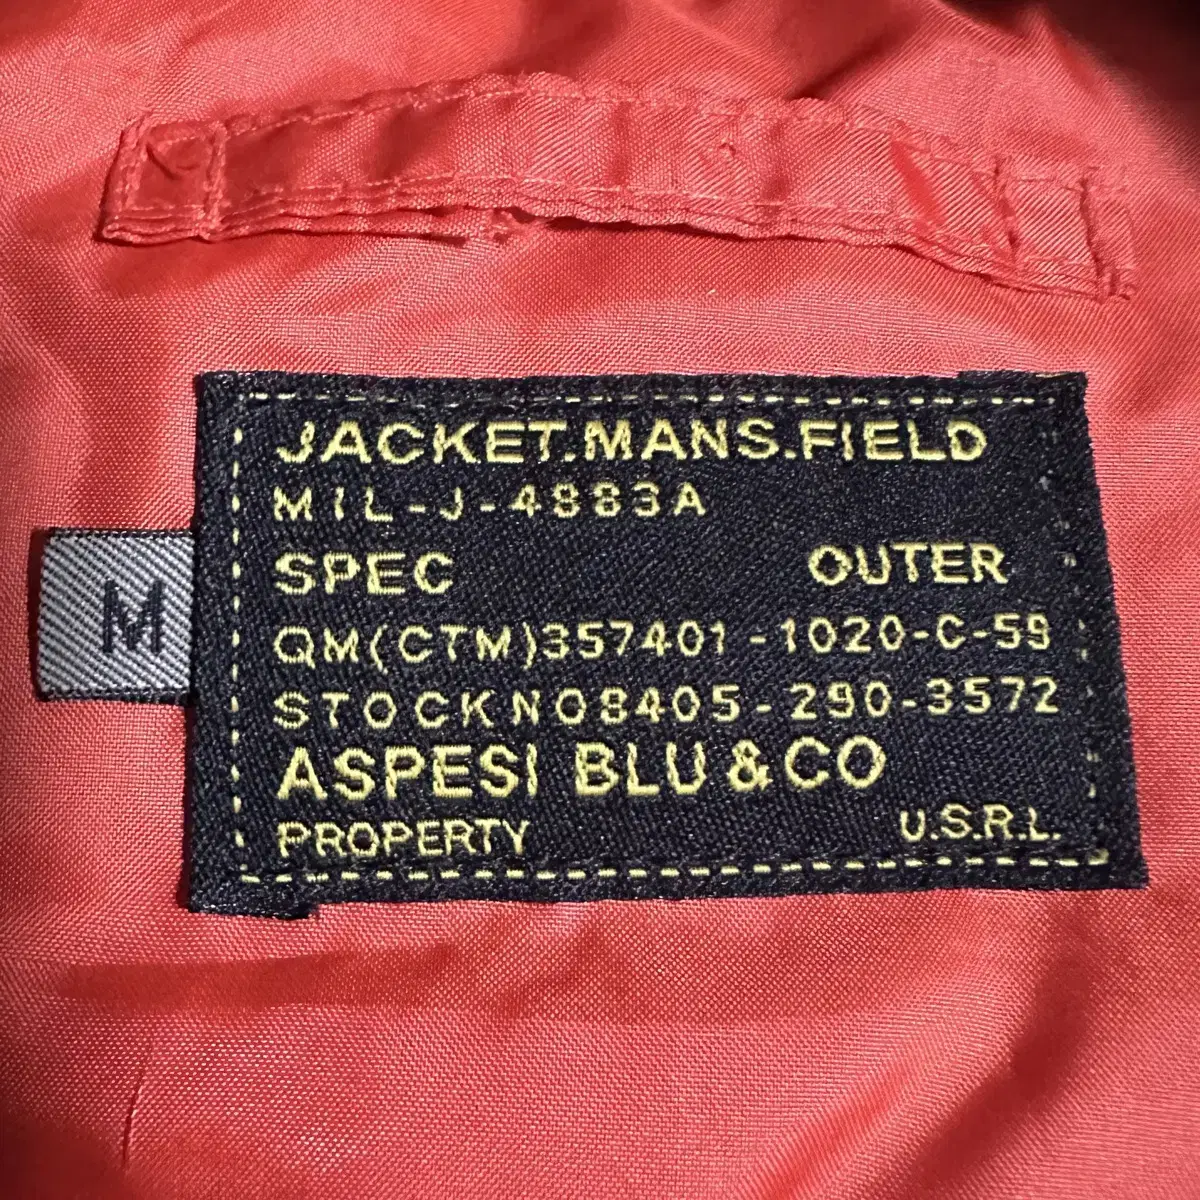 JACKET.MANS.FIELD
MIL-J-4883A
SPEC OUTER
QM(CTM)357401-1020-C-59
STOCKNO8405-290-3572
ASPESI BLU & CO
PROPERTY U.S.R.L.
M